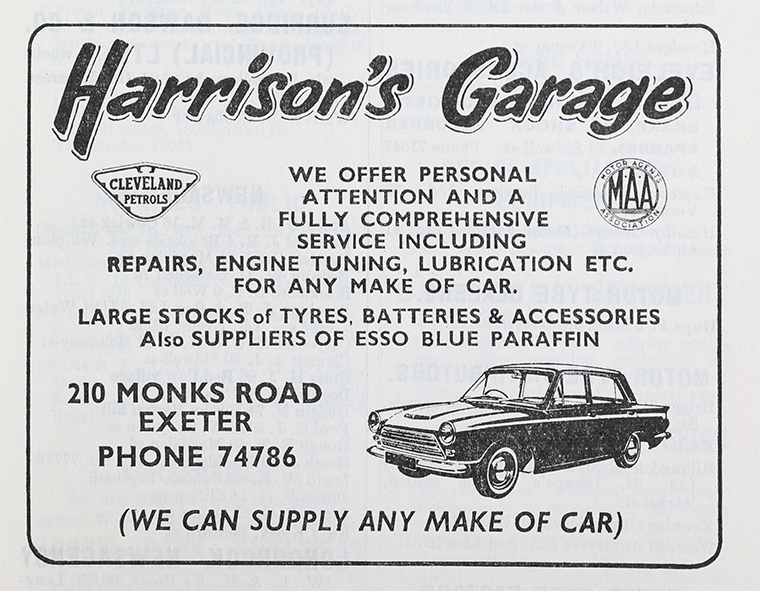 Harrison's Garage
CLEVELAND
PETROLS
MOTOR AGENTS
MAA
ASSOCIATION
WE OFFER PERSONAL
ATTENTION AND A
FULLY COMPREHENSIVE
SERVICE INCLUDING
REPAIRS, ENGINE TUNING, LUBRICATION ETC.
FOR ANY MAKE OF CAR.
LARGE STOCKS of TYRES, BATTERIES & ACCESSORIES
Also SUPPLIERS OF ESSO BLUE PARAFFIN
210 MONKS ROAD
EXETER
PHONE 74786
(WE CAN SUPPLY ANY MAKE OF CAR)